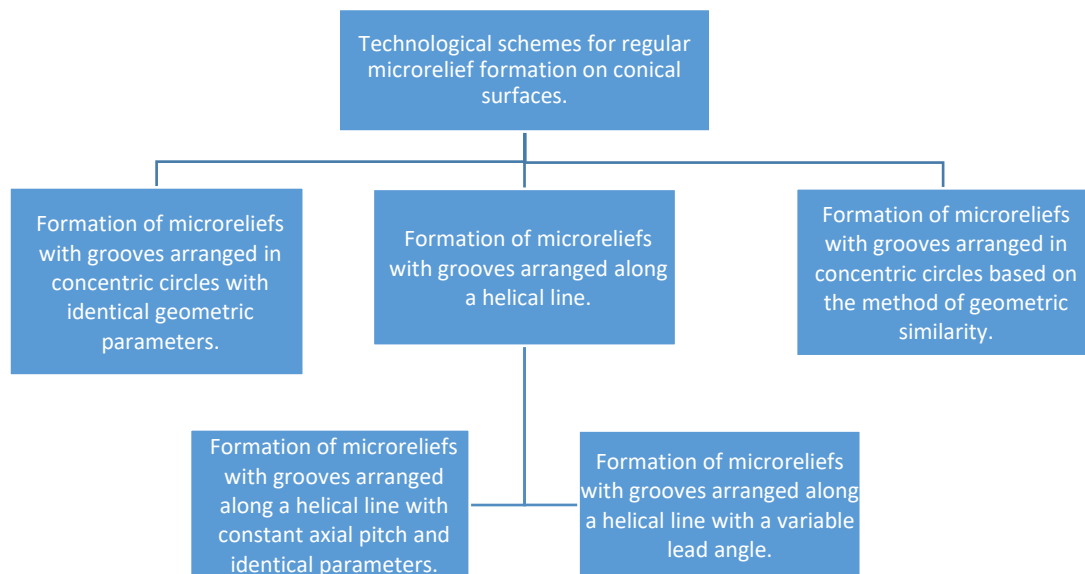 Technological schemes for regular
microrelief formation on conical
surfaces.
Formation of microreliefs
with grooves arranged in
concentric circles with
identical geometric
parameters.
Formation of microreliefs
with grooves arranged along
a helical line.
Formation of microreliefs
with grooves arranged in
concentric circles based on
the method of geometric
similarity.
Formation of microreliefs
with grooves arranged
along a helical line with
constant axial pitch and
identical parameters.
Formation of microreliefs
with grooves arranged along
a helical line with a variable
lead angle.